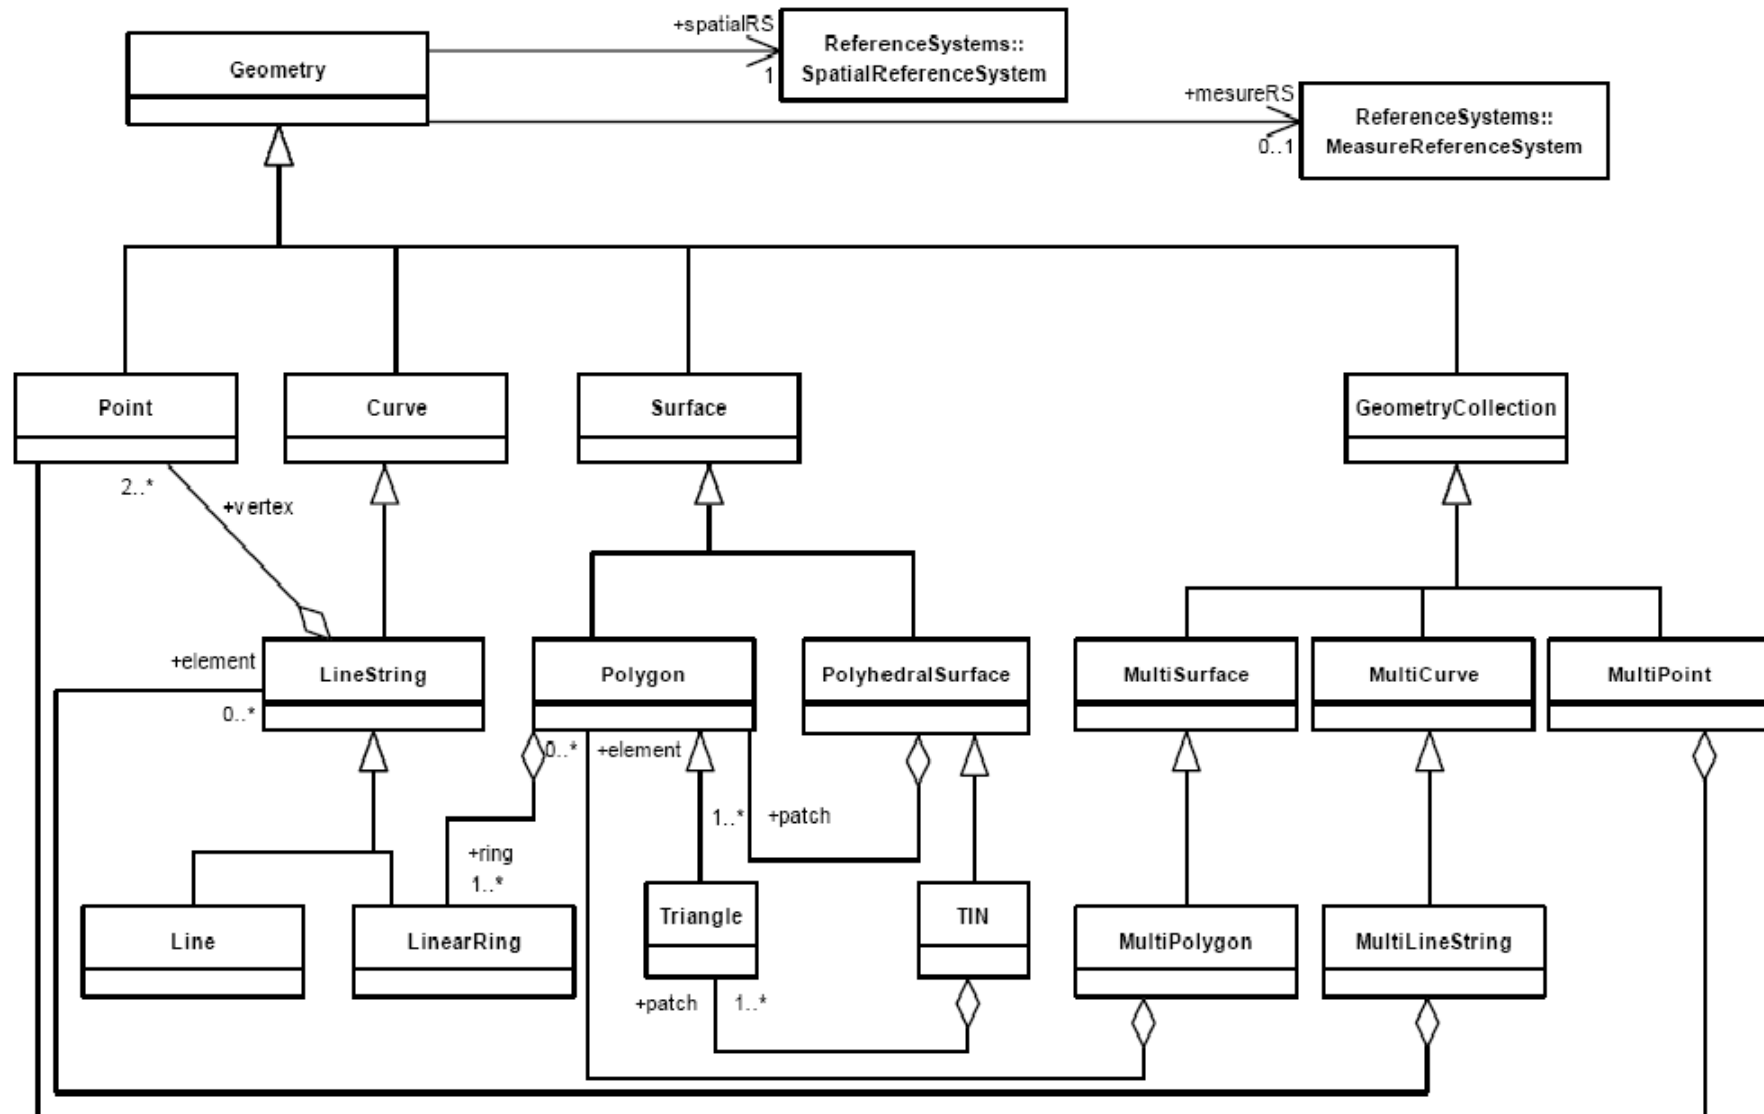 +spatialRS
ReferenceSystems::
SpatialReferenceSystem
1
Geometry
+mesureRS
ReferenceSystems::
MeasureReferenceSystem
0..1
Point
Curve
Surface
GeometryCollection
2..*
+vertex
+element
0..*
LineString
Polygon
PolyhedralSurface
MultiSurface
MultiCurve
MultiPoint
0..*
+element
1..*
+patch
+ring
1..*
Line
LinearRing
Triangle
TIN
MultiPolygon
MultiLineString
+patch
1..*